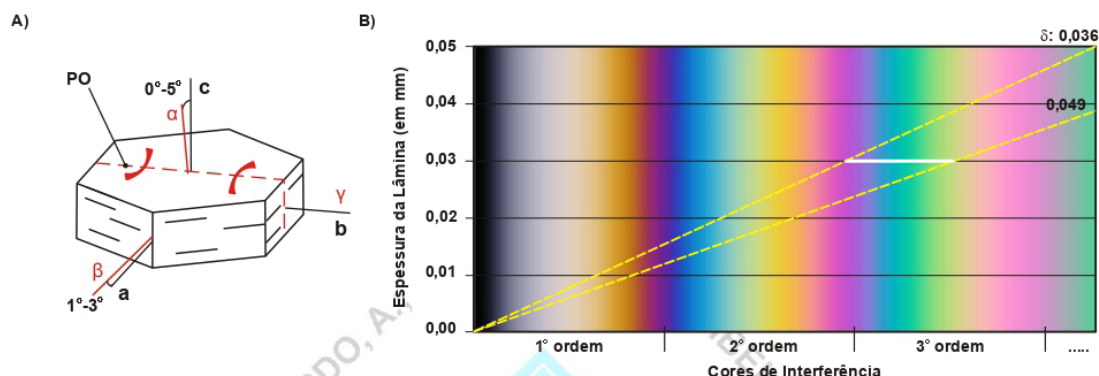 A)
PO
0°-5°
c
α
γ
b
β
a
1°-3°
B)
δ: 0,036
0,049
Espessura da Lâmina (em mm)
0,05
0,04
0,03
0,02
0,01
0,00
1° ordem
2° ordem
3° ordem
.....
Cores de Interferência
DO, A.,